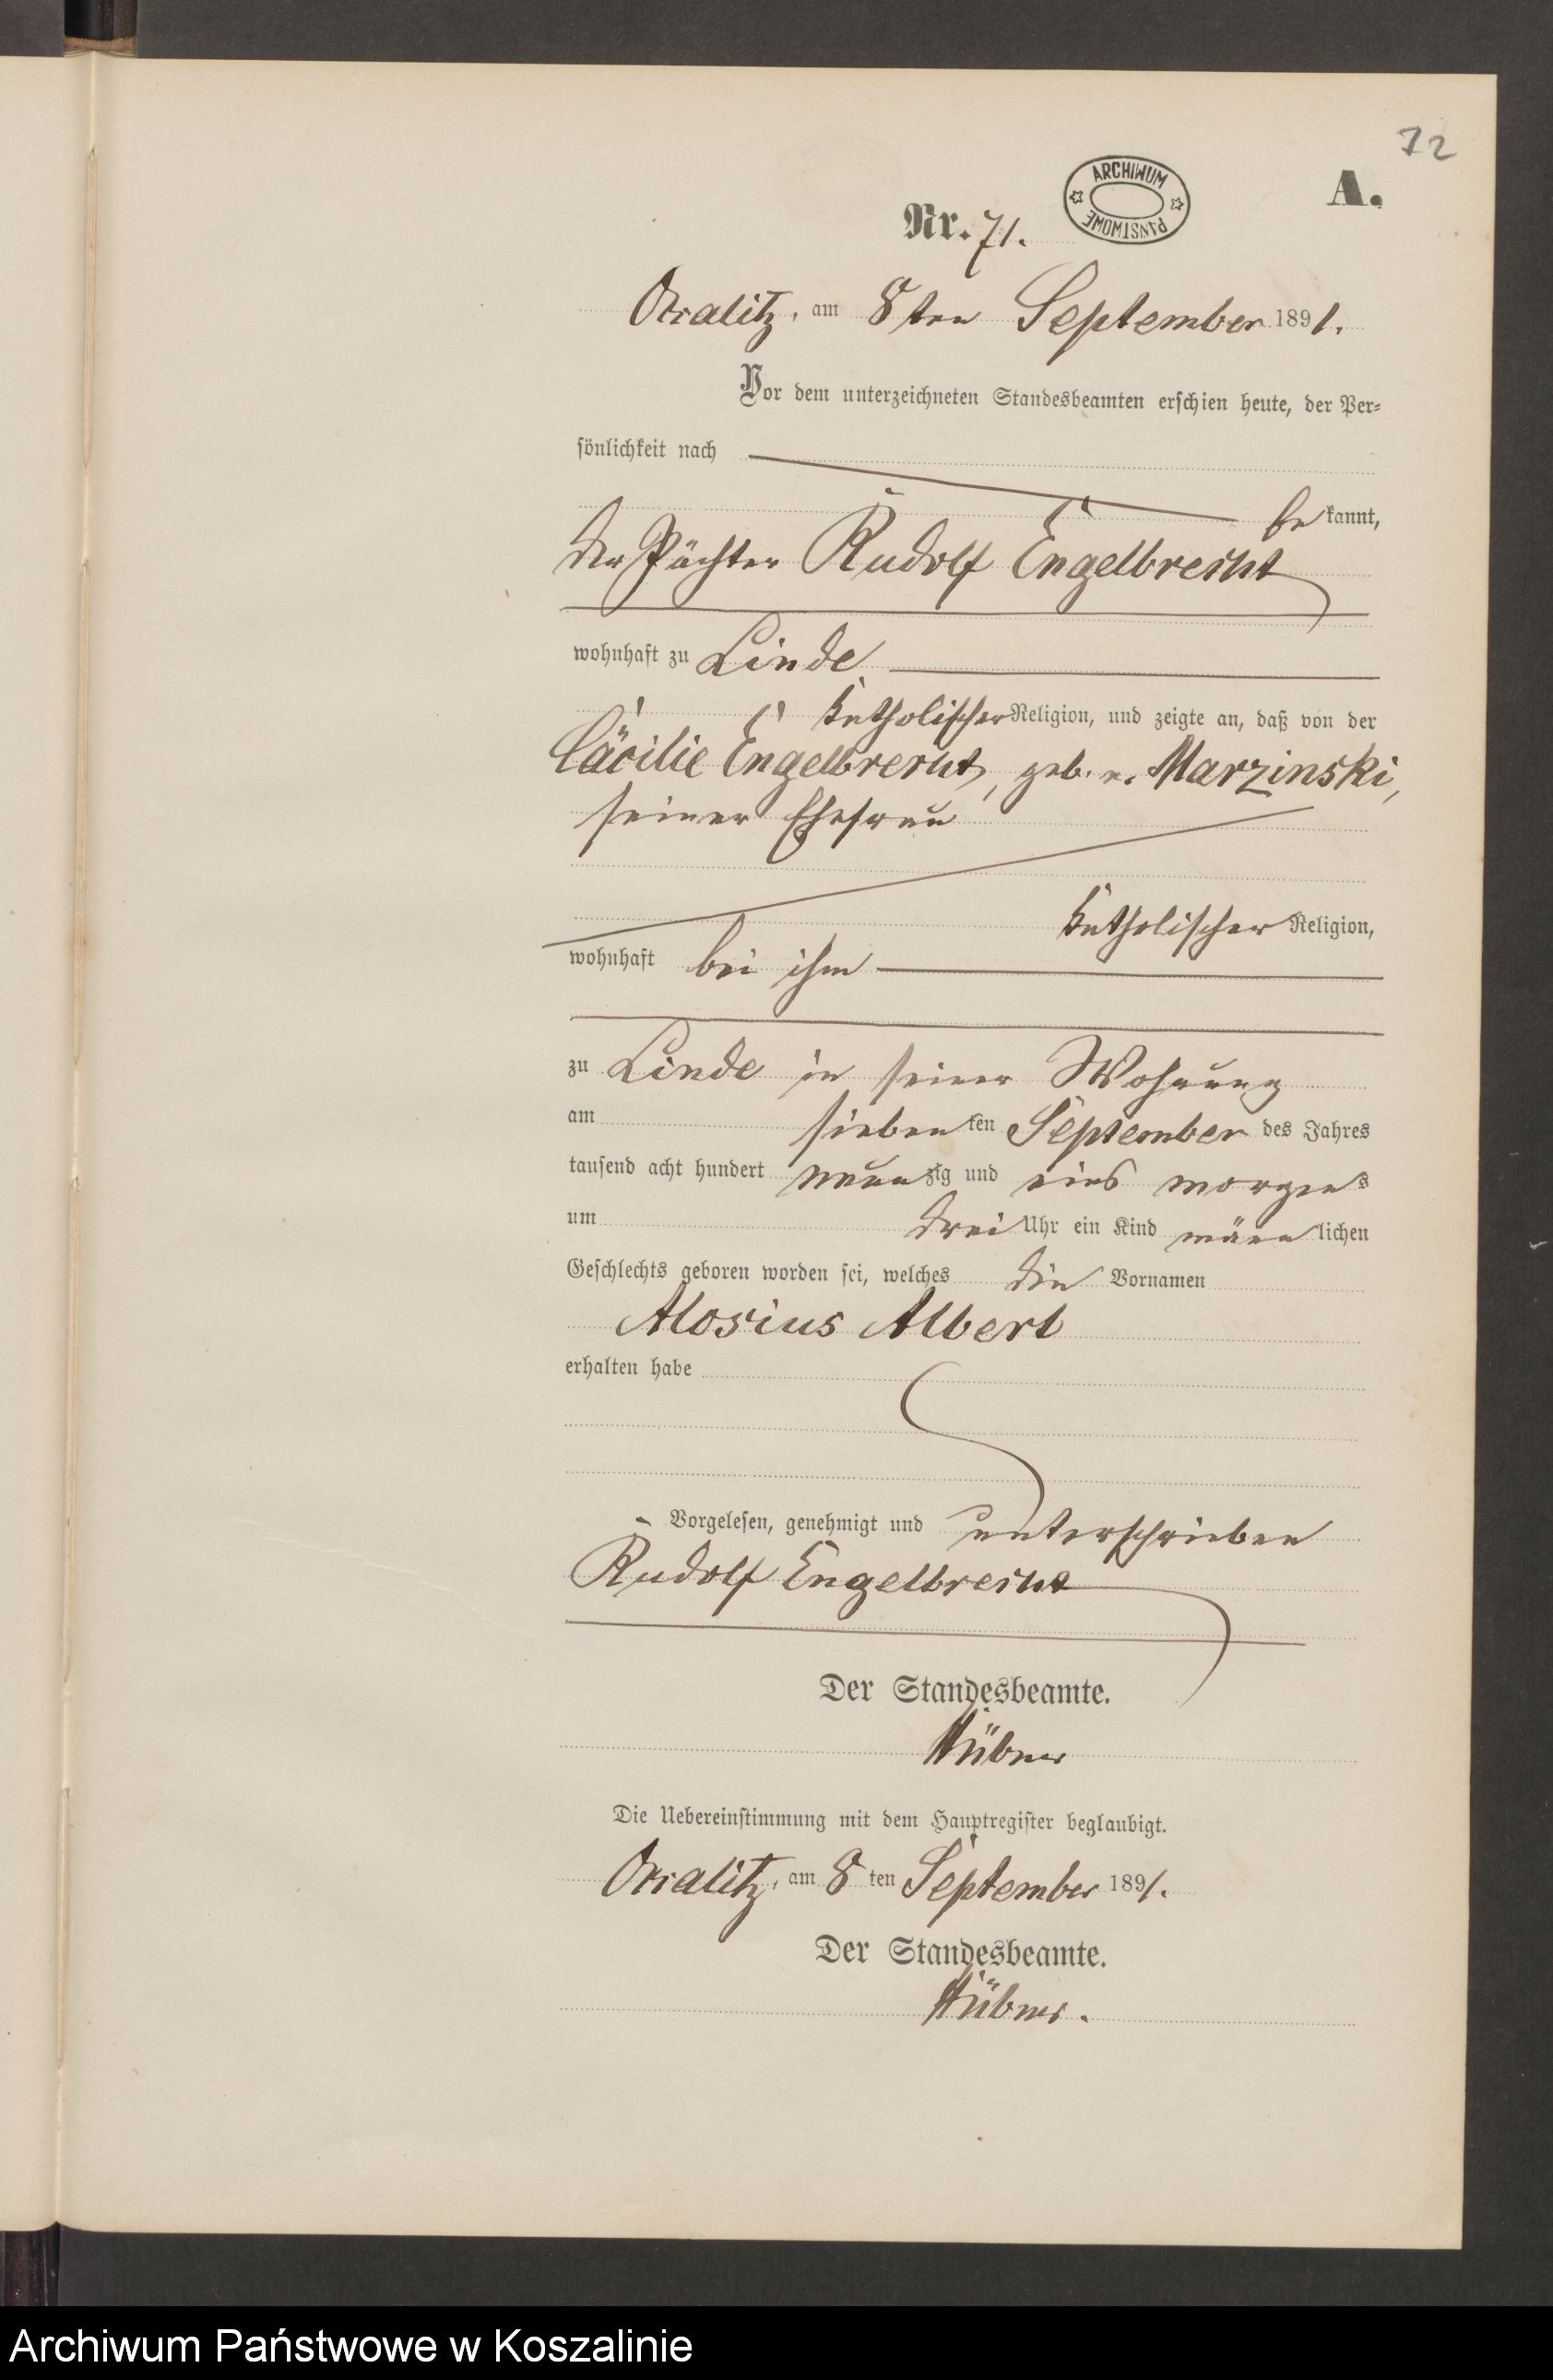 72
A.
ARCHIWUM PAŃSTWOWE
Nr. 71.
Oscalitz, am 8ten September 1891.
Vor dem unterzeichneten Standesbeamten erschien heute, der Per-
sönlichkeit nach
bekannt,
der Pächter Rudolf Engelbrecht
wohnhaft zu Linde
katholischer Religion, und zeigte an, daß von der
Cäcilie Engelbrecht, geb. v. Marzinski,
seiner Ehefrau
katholischer Religion,
wohnhaft bei ihm
zu Linde in seiner Wohnung
am siebenten September des Jahres
tausend acht hundert neunzig und eins morgens
um drei Uhr ein Kind männlichen
Geschlechts geboren worden sei, welches die Vornamen
Alosius Albert
erhalten habe
Vorgelesen, genehmigt und unterschrieben
Rudolf Engelbrecht
Der Standesbeamte.
Hübner
Die Uebereinstimmung mit dem Hauptregister beglaubigt.
am 8ten September 1891.
Der Standesbeamte.
Hübner.
Archiwum Państwowe w Koszalinie